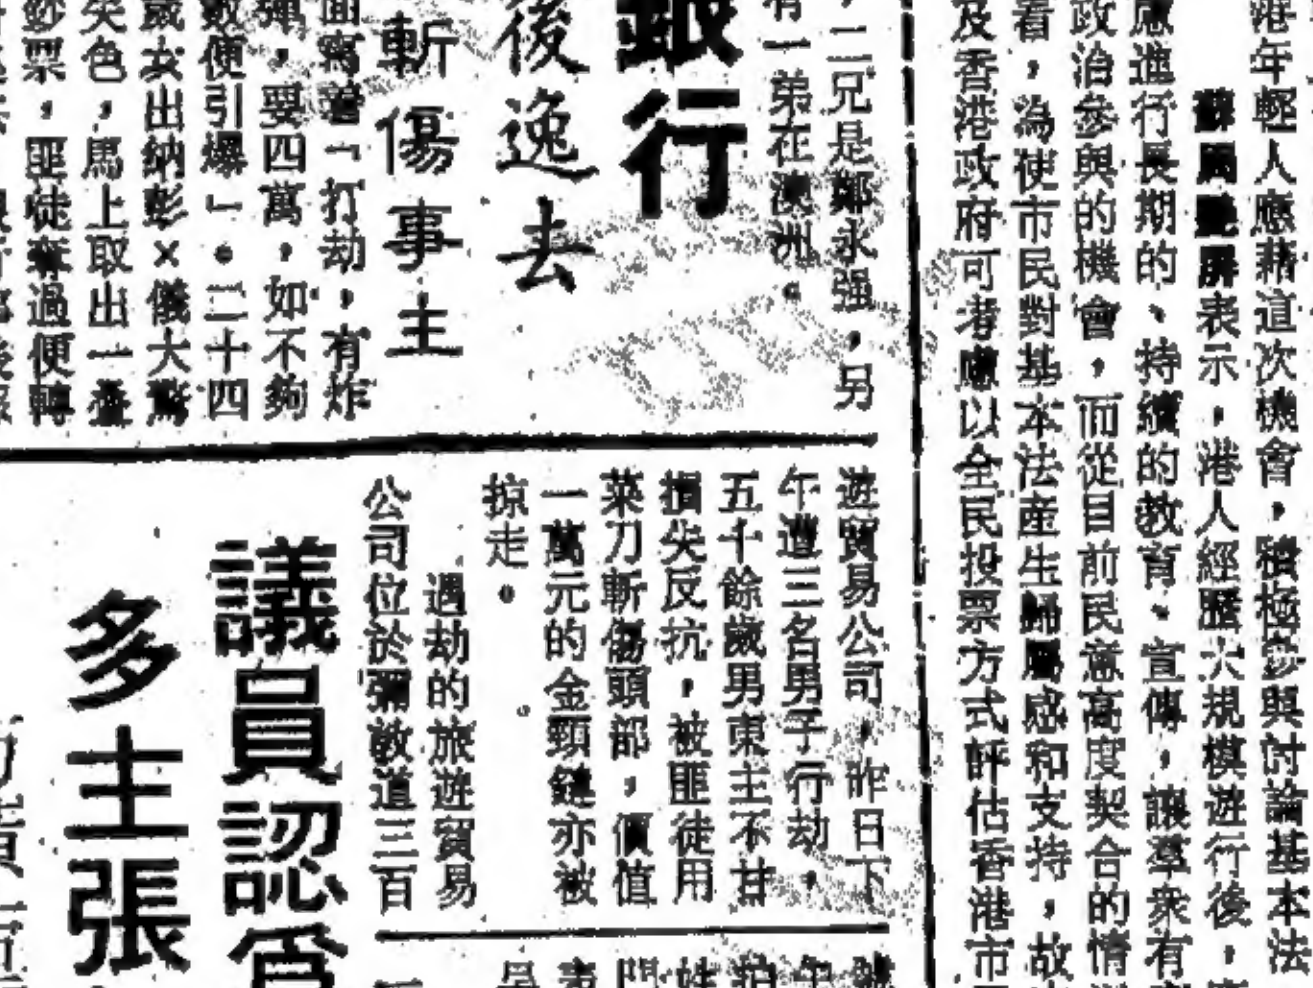 港年輕人應藉這次機會，積極參與討論基本法
蘇周艷屏表示，港人經歷大規模遊行後，
應進行長期的、持續的教育、宣傳，讓羣衆有
政治參與的機會，而從目前民意高度契合的情
看，為使市民對基本法產生歸屬感和支持，故
及香港政府可考慮以全民投票方式評估香港市
，二兄是鄭永强，另
有一弟在澳洲。
銀行
後逸去
斬傷事主
面寫着「打劫，有炸
彈，要四萬，如不夠
數便引爆」。二十四
歲女出納彭×儀大驚
失色，馬上取出一疊
鈔票，匪徒奪過便轉
遊貿易公司，昨日下
午遭三名男子行劫，
五十餘歲男東主不甘
損失反抗，被匪徒用
菜刀斬傷頭部，價值
一萬元的金頸鏈亦被
掠走。
遇劫的旅遊貿易
公司位於彌敦道三百
議員認爲
多主張